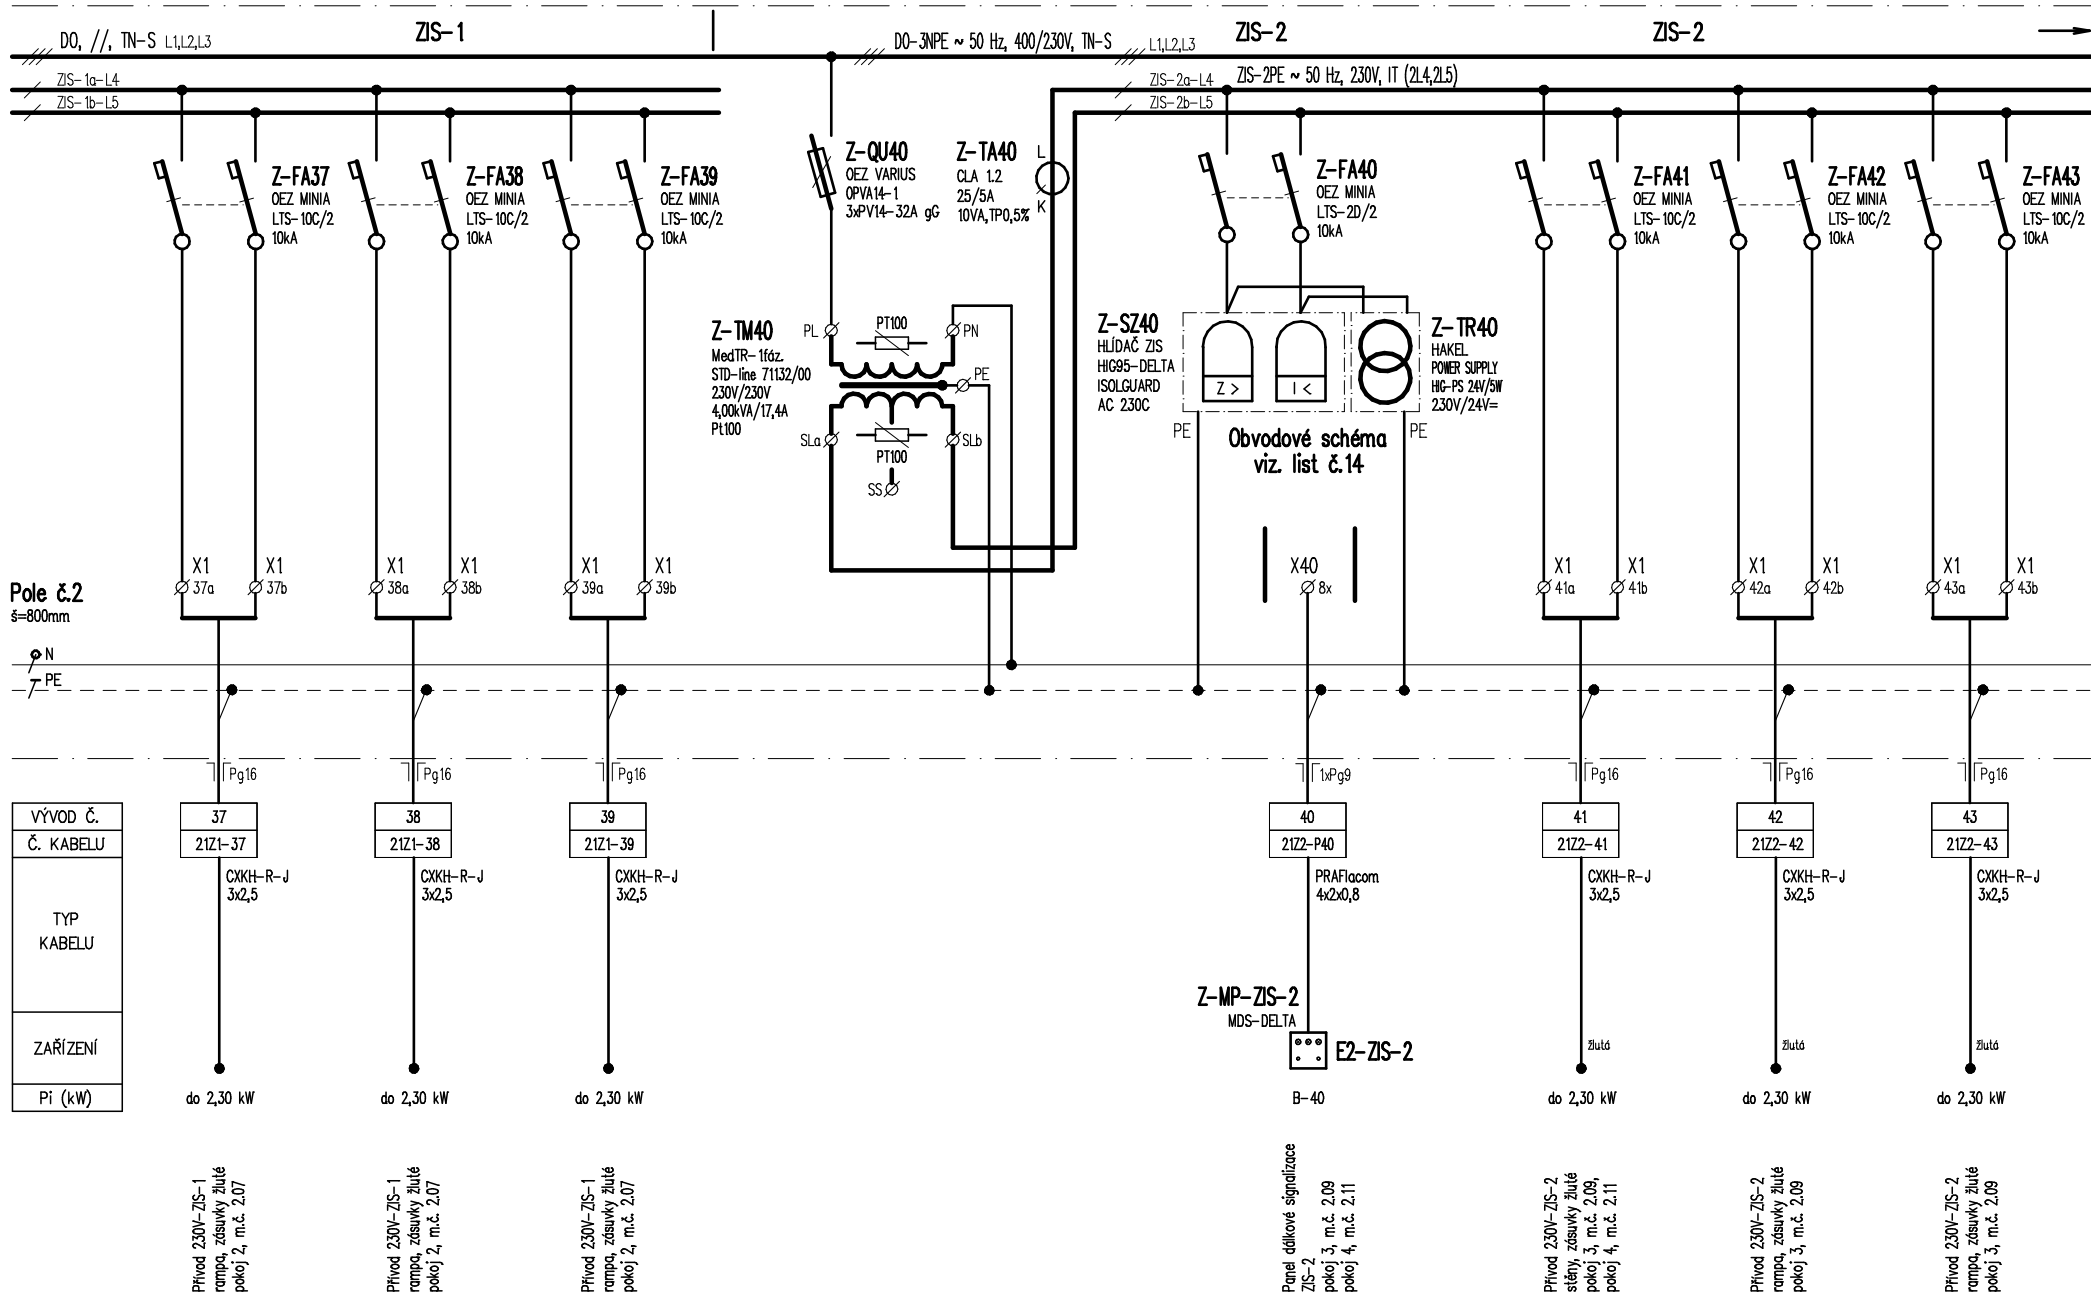 ZIS-1
ZIS-2
ZIS-2
DO, //, TN-S L1,L2,L3
DO-3NPE ~ 50 Hz, 400/230V, TN-S
L1,L2,L3
ZIS-1a-L4
ZIS-1b-L5
ZIS-2a-L4
ZIS-2b-L5
ZIS-2PE ~ 50 Hz, 230V, IT (2L4,2L5)
Z-FA37
OEZ MINIA
LTS-10C/2
10kA
Z-FA38
OEZ MINIA
LTS-10C/2
10kA
Z-FA39
OEZ MINIA
LTS-10C/2
10kA
Z-QU40
OEZ VARIUS
OPVA14-1
3xPV14-32A gG
Z-TA40
CLA 1.2
25/5A
10VA,TP0,5%
L
K
Z-FA40
OEZ MINIA
LTS-2D/2
10kA
Z-FA41
OEZ MINIA
LTS-10C/2
10kA
Z-FA42
OEZ MINIA
LTS-10C/2
10kA
Z-FA43
OEZ MINIA
LTS-10C/2
10kA
Z-TM40
MedTR-1fáz.
STD-line 71132/00
230V/230V
4,00kVA/17,4A
Pt100
PL
PT100
PN
PE
SLa
PT100
SLb
SS
Z-SZ40
HLÍDAČ ZIS
HIG95-DELTA
ISOLGUARD
AC 230C
Z >
I <
Z-TR40
HAKEL
POWER SUPPLY
HIG-PS 24V/5W
230V/24V=
PE
PE
Obvodové schéma
viz. list č.14
X1
37a
X1
37b
X1
38a
X1
38b
X1
39a
X1
39b
X40
8x
X1
41a
X1
41b
X1
42a
X1
42b
X1
43a
X1
43b
Pole č.2
š=800mm
N
PE
Pg16
Pg16
Pg16
1xPg9
Pg16
Pg16
Pg16
VÝVOD Č.
37
38
39
40
41
42
43
Č. KABELU
21Z1-37
21Z1-38
21Z1-39
21Z2-P40
21Z2-41
21Z2-42
21Z2-43
TYP
KABELU
CXKH-R-J
3x2,5
CXKH-R-J
3x2,5
CXKH-R-J
3x2,5
PRAFlacom
4x2x0,8
CXKH-R-J
3x2,5
CXKH-R-J
3x2,5
CXKH-R-J
3x2,5
ZAŘÍZENÍ
Z-MP-ZIS-2
MDS-DELTA
E2-ZIS-2
žlutá
žlutá
žlutá
Pi (kW)
do 2,30 kW
do 2,30 kW
do 2,30 kW
B-40
do 2,30 kW
do 2,30 kW
do 2,30 kW
Přívod 230V-ZIS-1
rampa, zásuvky žluté
pokoj 2, m.č. 2.07
Přívod 230V-ZIS-1
rampa, zásuvky žluté
pokoj 2, m.č. 2.07
Přívod 230V-ZIS-1
rampa, zásuvky žluté
pokoj 2, m.č. 2.07
Panel dálkové signalizace
ZIS-2
pokoj 3, m.č. 2.09
pokoj 4, m.č. 2.11
Přívod 230V-ZIS-2
stěny, zásuvky žluté
pokoj 3, m.č. 2.09,
pokoj 4, m.č. 2.11
Přívod 230V-ZIS-2
rampa, zásuvky žluté
pokoj 3, m.č. 2.09
Přívod 230V-ZIS-2
rampa, zásuvky žluté
pokoj 3, m.č. 2.09